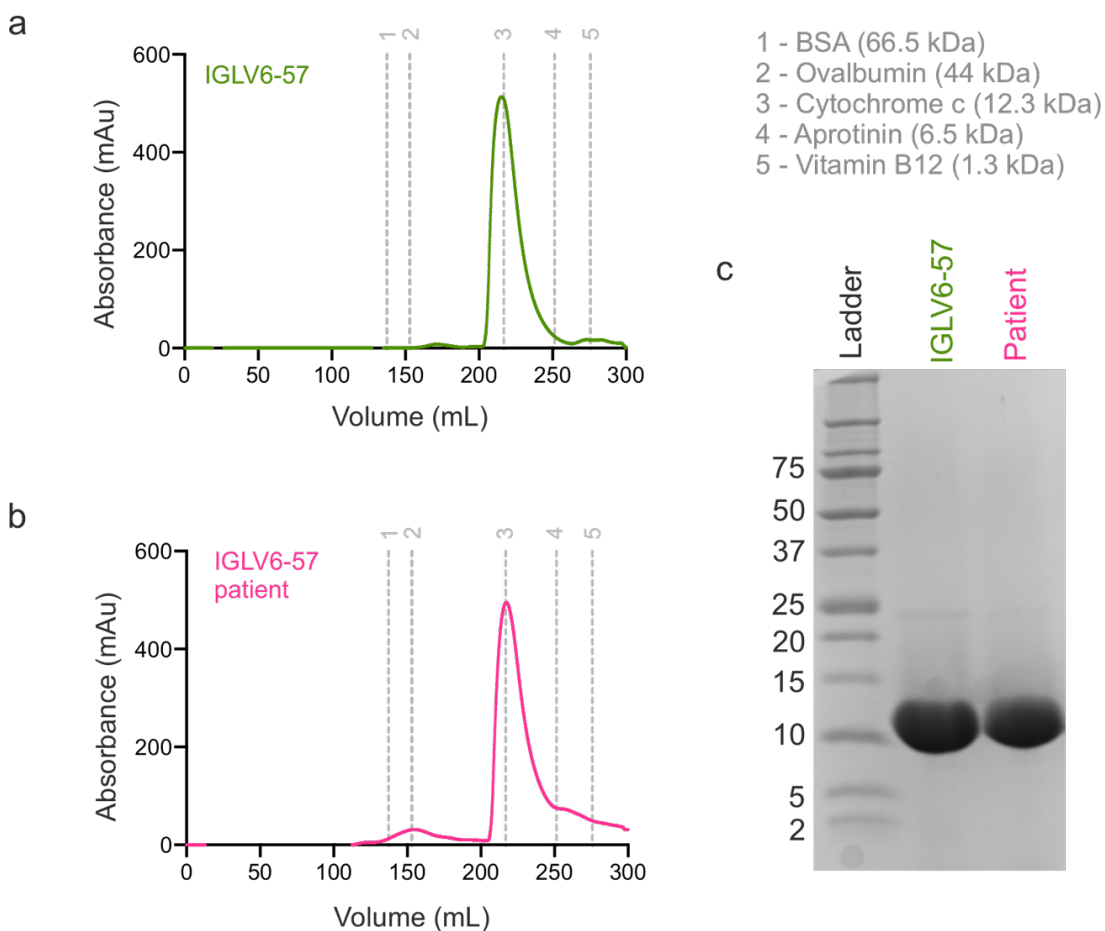 a
1 2 3 4 5
600
400
200
0
Absorbance (mAu)
IGLV6-57
0 50 100 150 200 250 300
Volume (mL)
1 - BSA (66.5 kDa)
2 - Ovalbumin (44 kDa)
3 - Cytochrome c (12.3 kDa)
4 - Aprotinin (6.5 kDa)
5 - Vitamin B12 (1.3 kDa)
b
1 2 3 4 5
600
400
200
0
Absorbance (mAu)
IGLV6-57
patient
0 50 100 150 200 250 300
Volume (mL)
c
Ladder
IGLV6-57
Patient
75
50
37
25
20
15
10
5
2